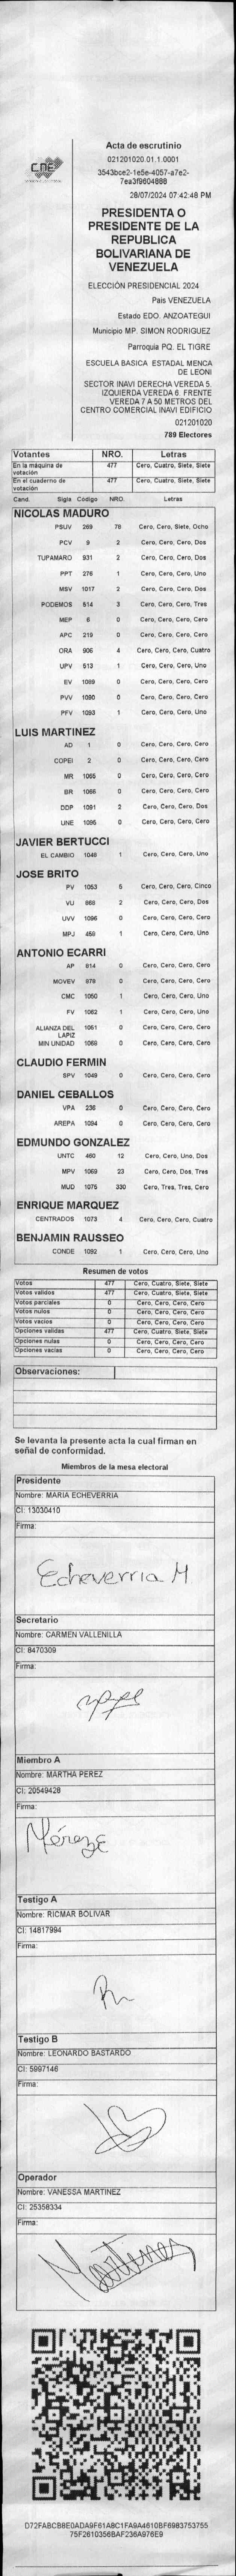 CNE
Acta de escrutinio
021201020.01.1.0001
3543bce2-1e5e-4057-a7e2-
7ea3f9604888
28/07/2024 07:42:48 PM
PRESIDENTA O
PRESIDENTE DE LA
REPUBLICA
BOLIVARIANA DE
VENEZUELA
ELECCIÓN PRESIDENCIAL 2024
Pais VENEZUELA
Estado EDO. ANZOATEGUI
Municipio MP. SIMON RODRIGUEZ
Parroquia PQ. EL TIGRE
ESCUELA BASICA ESTADAL MENCA
DE LEONI
SECTOR INAVI DERECHA VEREDA 5.
IZQUIERDA VEREDA 6. FRENTE
VEREDA 7 A 50 METROS DEL
CENTRO COMERCIAL INAVI EDIFICIO
021201020
789 Electores
Votantes NRO. Letras
En la máquina de votación 477 Cero, Cuatro, Siete, Siete
En el cuaderno de votación 477 Cero, Cuatro, Siete, Siete
Cand. Sigla Código NRO. Letras
NICOLAS MADURO
PSUV 269 78 Cero, Cero, Siete, Ocho
PCV 9 2 Cero, Cero, Cero, Dos
TUPAMARO 931 2 Cero, Cero, Cero, Dos
PPT 276 1 Cero, Cero, Cero, Uno
MSV 1017 2 Cero, Cero, Cero, Dos
PODEMOS 514 3 Cero, Cero, Cero, Tres
MEP 6 0 Cero, Cero, Cero, Cero
APC 219 0 Cero, Cero, Cero, Cero
ORA 906 4 Cero, Cero, Cero, Cuatro
UPV 513 1 Cero, Cero, Cero, Uno
EV 1089 0 Cero, Cero, Cero, Cero
PVV 1090 0 Cero, Cero, Cero, Cero
PFV 1093 1 Cero, Cero, Cero, Uno
LUIS MARTINEZ
AD 1 0 Cero, Cero, Cero, Cero
COPEI 2 0 Cero, Cero, Cero, Cero
MR 1055 0 Cero, Cero, Cero, Cero
BR 1066 0 Cero, Cero, Cero, Cero
DDP 1091 2 Cero, Cero, Cero, Dos
UNE 1095 0 Cero, Cero, Cero, Cero
JAVIER BERTUCCI
EL CAMBIO 1048 1 Cero, Cero, Cero, Uno
JOSE BRITO
PV 1053 5 Cero, Cero, Cero, Cinco
VU 868 2 Cero, Cero, Cero, Dos
UVV 1096 0 Cero, Cero, Cero, Cero
MPJ 459 1 Cero, Cero, Cero, Uno
ANTONIO ECARRI
AP 914 0 Cero, Cero, Cero, Cero
MOVEV 979 0 Cero, Cero, Cero, Cero
CMC 1050 1 Cero, Cero, Cero, Uno
FV 1062 1 Cero, Cero, Cero, Uno
ALIANZA DEL LAPIZ 1061 0 Cero, Cero, Cero, Cero
MIN UNIDAD 1068 0 Cero, Cero, Cero, Cero
CLAUDIO FERMIN
SPV 1049 0 Cero, Cero, Cero, Cero
DANIEL CEBALLOS
VPA 236 0 Cero, Cero, Cero, Cero
AREPA 1094 0 Cero, Cero, Cero, Cero
EDMUNDO GONZALEZ
UNTC 460 12 Cero, Cero, Uno, Dos
MPV 1069 23 Cero, Cero, Dos, Tres
MUD 1075 330 Cero, Tres, Tres, Cero
ENRIQUE MARQUEZ
CENTRADOS 1073 4 Cero, Cero, Cero, Cuatro
BENJAMIN RAUSSEO
CONDE 1092 1 Cero, Cero, Cero, Uno
Resumen de votos
Votos 477 Cero, Cuatro, Siete, Siete
Votos validos 477 Cero, Cuatro, Siete, Siete
Votos parciales 0 Cero, Cero, Cero, Cero
Votos nulos 0 Cero, Cero, Cero, Cero
Votos vacios 0 Cero, Cero, Cero, Cero
Opciones validas 477 Cero, Cuatro, Siete, Siete
Opciones nulas 0 Cero, Cero, Cero, Cero
Opciones vacias 0 Cero, Cero, Cero, Cero
Observaciones:
Se levanta la presente acta la cual firman en
señal de conformidad.
Miembros de la mesa electoral
Presidente
Nombre: MARIA ECHEVERRIA
CI: 13030410
Firma:
Echeverria M
Secretario
Nombre: CARMEN VALLENILLA
CI: 8470309
Firma:
Miembro A
Nombre: MARTHA PEREZ
CI: 20549428
Firma:
Testigo A
Nombre: RICMAR BOLIVAR
CI: 14817994
Firma:
Testigo B
Nombre: LEONARDO BASTARDO
CI: 5997146
Firma:
Operador
Nombre: VANESSA MARTINEZ
CI: 25358334
Firma:
D72FABCB8E0ADA9F61A8C1FA9A4610BF6983753755
75F2610356BAF236A976E9